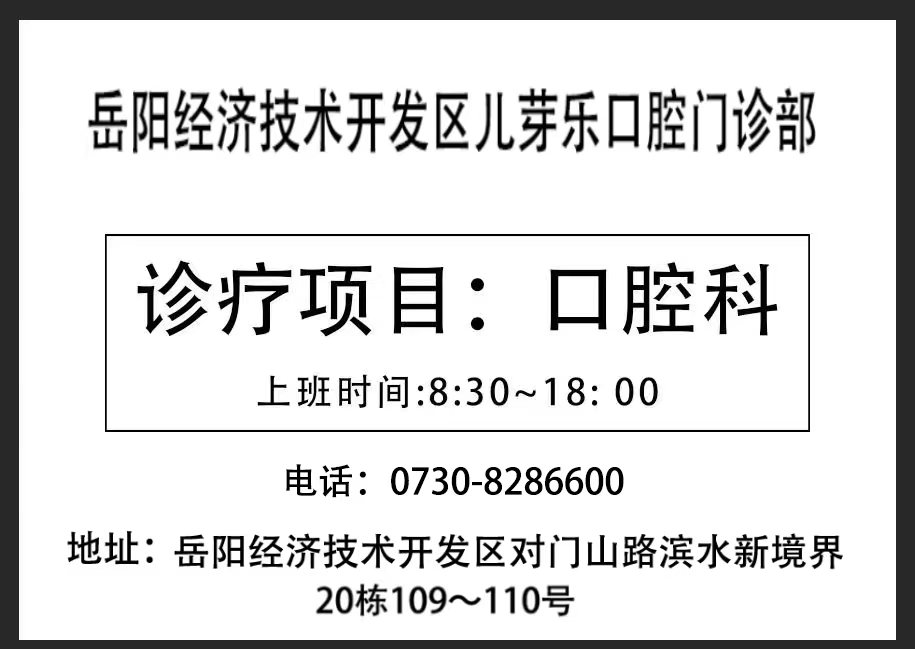 岳阳经济技术开发区儿芽乐口腔门诊部
诊疗项目：口腔科
上班时间:8:30~18: 00
电话：0730-8286600
地址：岳阳经济技术开发区对门山路滨水新境界
20栋109～110号